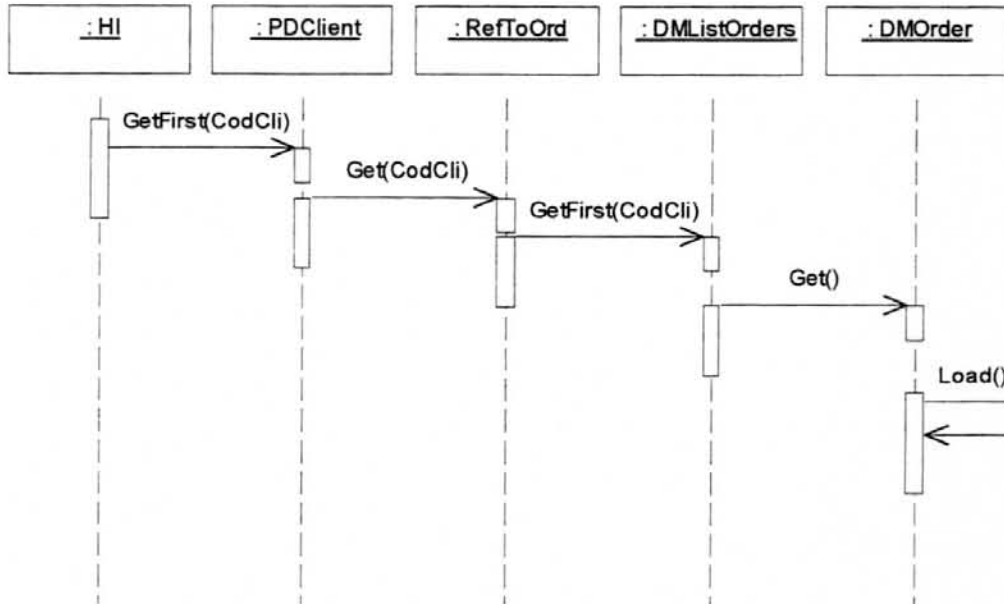 : HI
: PDClient
: RefToOrd
: DMListOrders
: DMOrder
GetFirst(CodCli)
Get(CodCli)
GetFirst(CodCli)
Get()
Load()